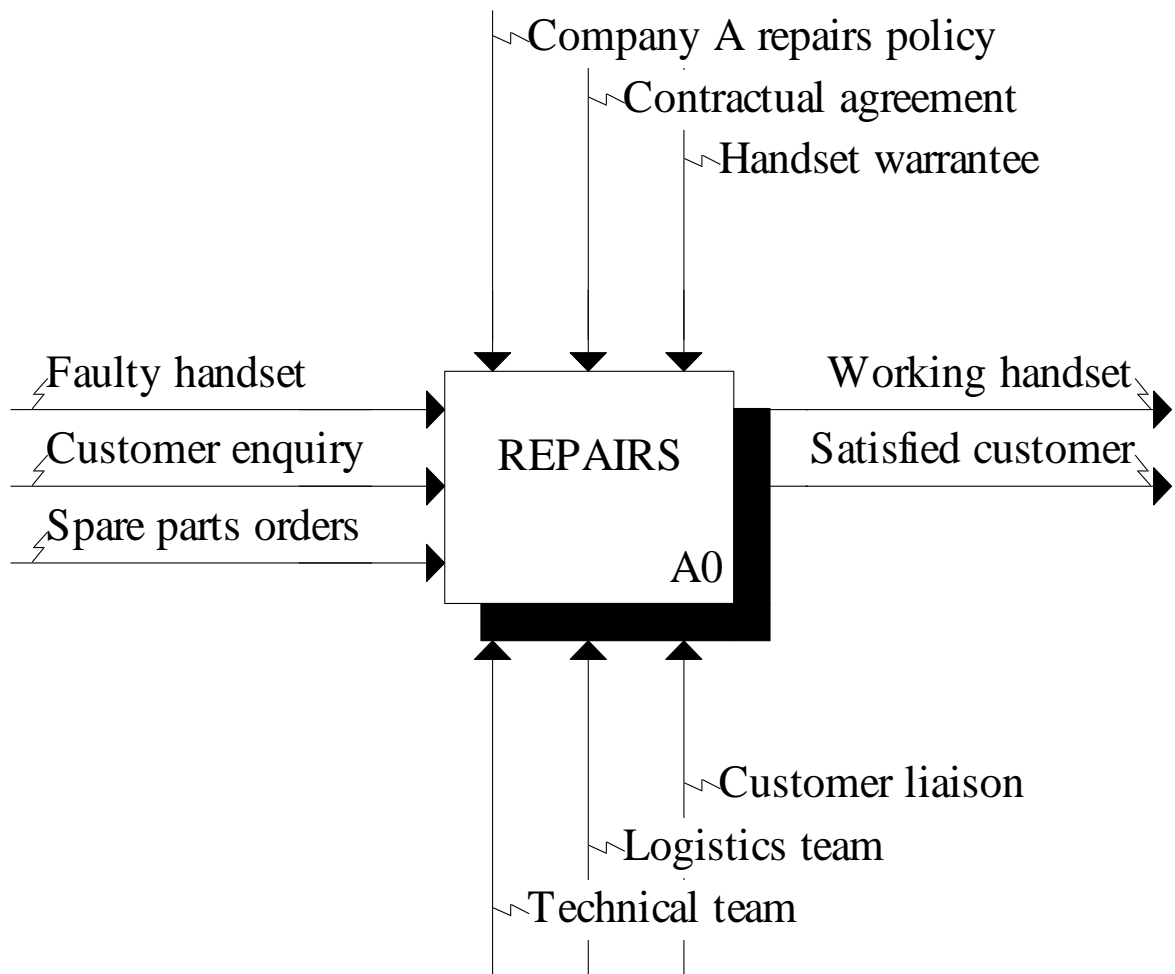 Company A repairs policy
Contractual agreement
Handset warrantee
Faulty handset
Working handset
Customer enquiry
REPAIRS
Satisfied customer
Spare parts orders
A0
Customer liaison
Logistics team
Technical team